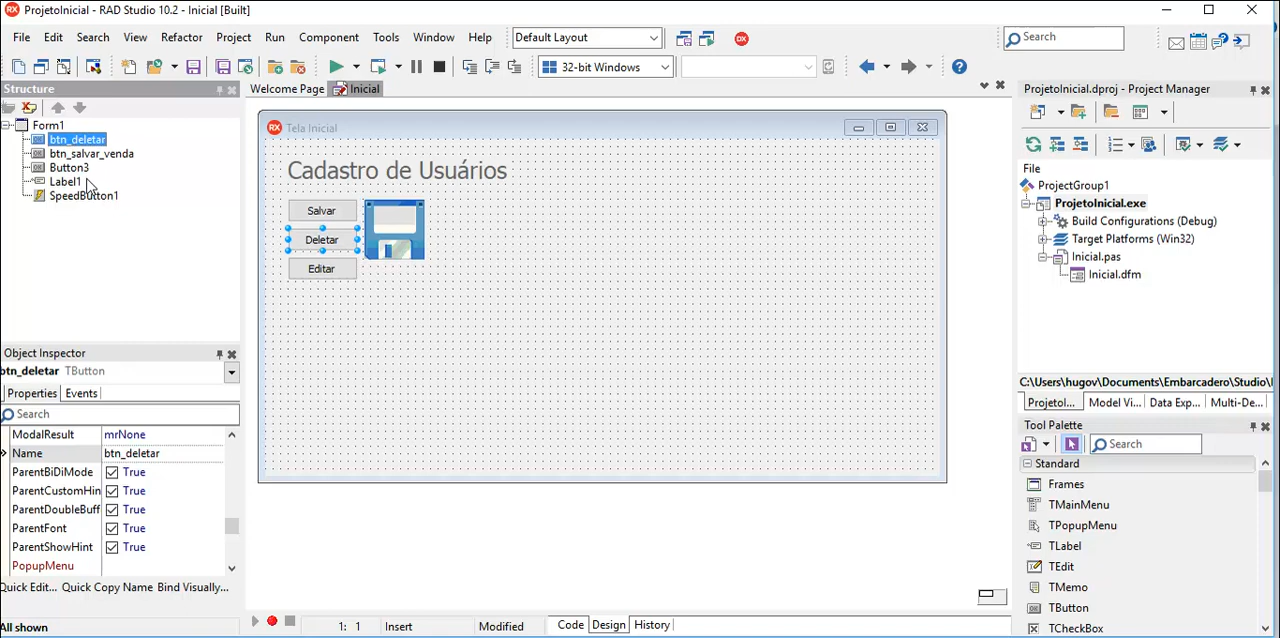 ProjetoInicial - RAD Studio 10.2 - Inicial [Built]
File Edit Search View Refactor Project Run Component Tools Window Help Default Layout Search
32-bit Windows
Structure
Form1
btn_deletar
btn_salvar_venda
Button3
Label1
SpeedButton1
Object Inspector
btn_deletar TButton
Properties Events
Search
ModalResult mrNone
Name btn_deletar
ParentBiDiMode True
ParentCustomHin True
ParentDoubleBuff True
ParentFont True
ParentShowHint True
PopupMenu
Quick Edit... Quick Copy Name Bind Visually...
All shown
Welcome Page Inicial
Tela Inicial
Cadastro de Usuários
Salvar
Deletar
Editar
1: 1 Insert Modified Code Design History
ProjetoInicial.dproj - Project Manager
File
ProjectGroup1
ProjetoInicial.exe
Build Configurations (Debug)
Target Platforms (Win32)
Inicial.pas
Inicial.dfm
C:\Users\hugov\Documents\Embarcadero\Studio\
ProjetoI... Model Vi... Data Exp... Multi-De...
Tool Palette
Search
Standard
Frames
TMainMenu
TPopupMenu
TLabel
TEdit
TMemo
TButton
TCheckBox